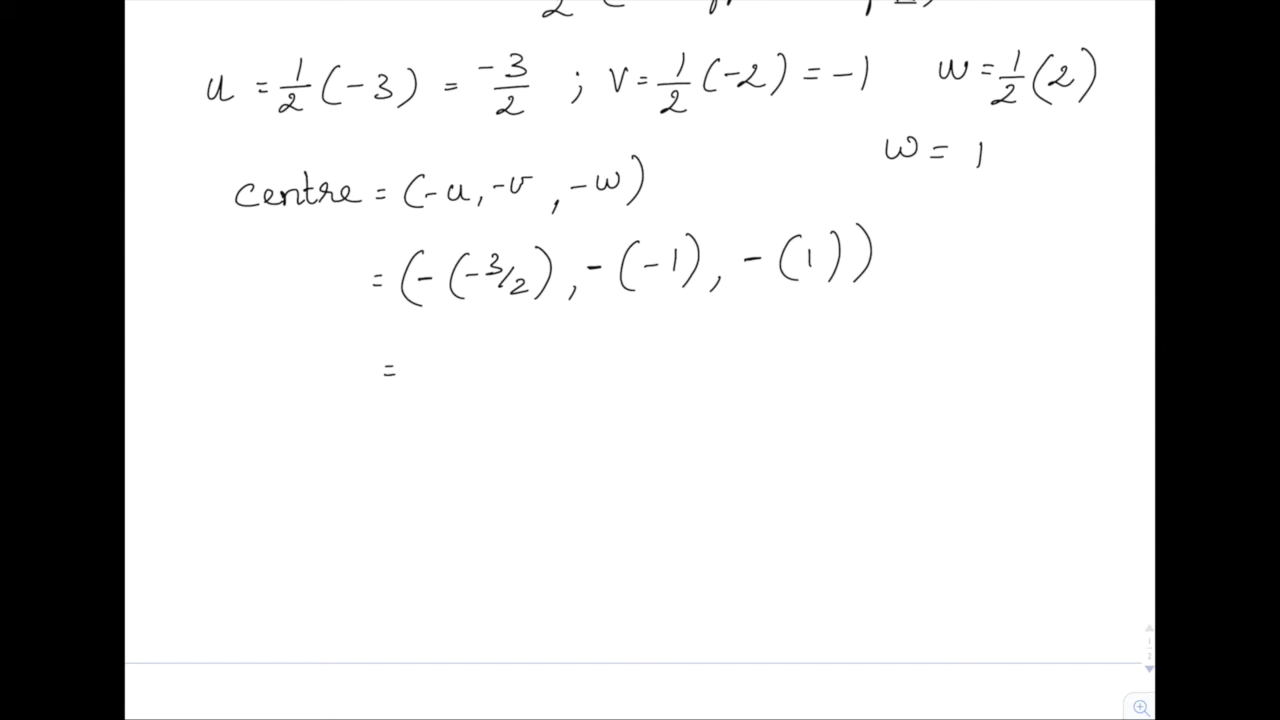 u = 1/2 (-3) = -3/2 ; v = 1/2 (-2) = -1 w = 1/2 (2)
w = 1
centre = (-u, -v, -w)
= (-(-3/2), -(-1), -(1))
=